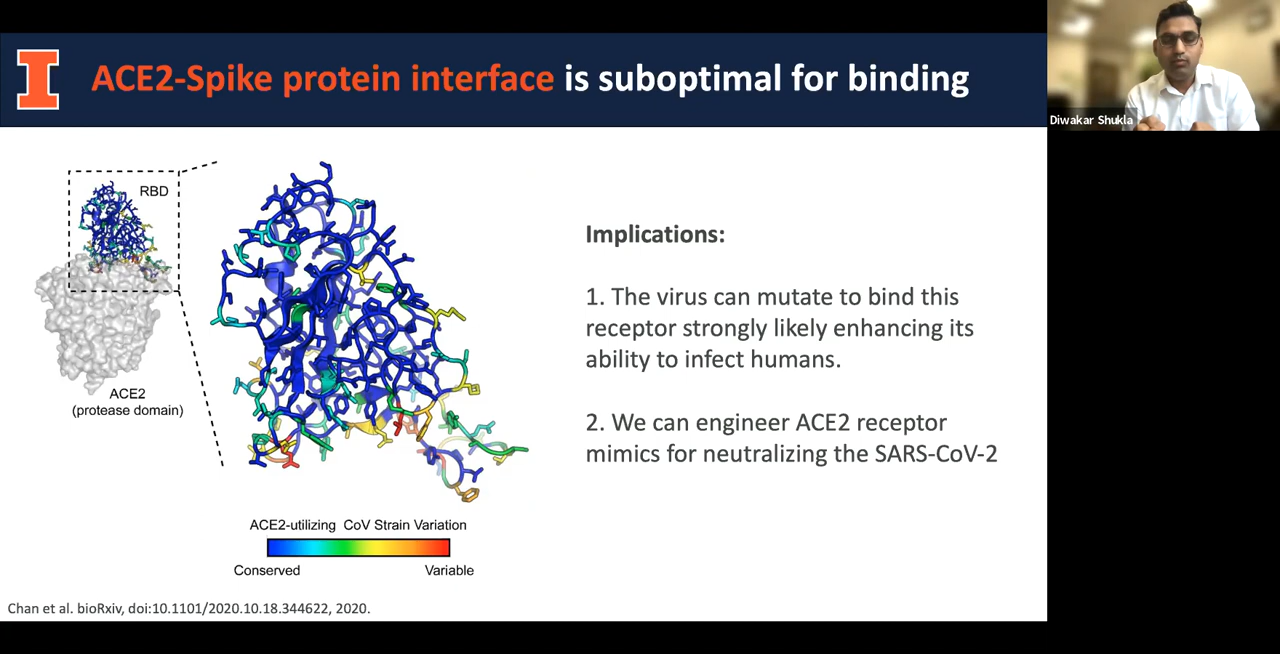 ACE2-Spike protein interface is suboptimal for binding
Diwakar Shukla
RBD
ACE2
(protease domain)
Implications:
1. The virus can mutate to bind this
receptor strongly likely enhancing its
ability to infect humans.
2. We can engineer ACE2 receptor
mimics for neutralizing the SARS-CoV-2
ACE2-utilizing CoV Strain Variation
Conserved Variable
Chan et al. bioRxiv, doi:10.1101/2020.10.18.344622, 2020.